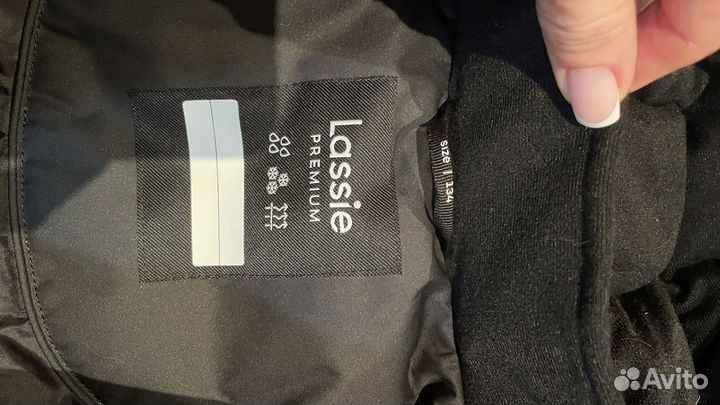 Lassie
PREMIUM
size | 134
Avito